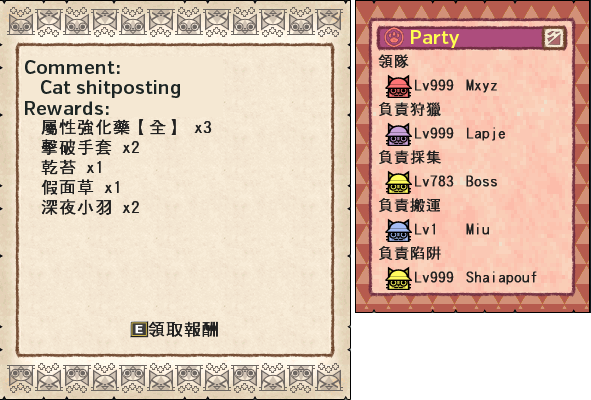 Comment:
Cat shitposting
Rewards:
屬性強化藥【全】 x3
擊破手套 x2
乾苔 x1
假面草 x1
深夜小羽 x2
E領取報酬
Party
領隊
Lv999 Mxyz
負責狩獵
Lv999 Lapje
負責採集
Lv783 Boss
負責搬運
Lv1 Miu
負責陷阱
Lv999 Shaiapouf